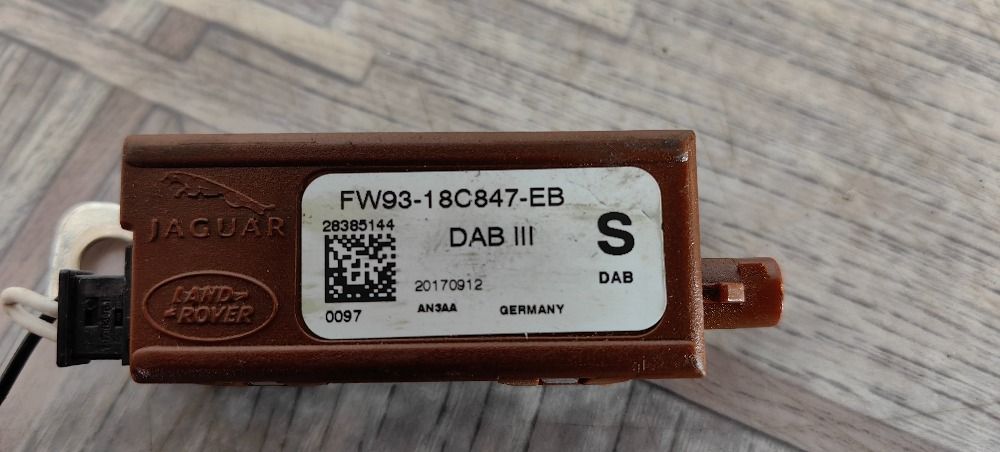 JAGUAR
LAND-
-ROVER
FW93-18C847-EB
28385144
DAB III
S
DAB
20170912
0097
AN3AA
GERMANY